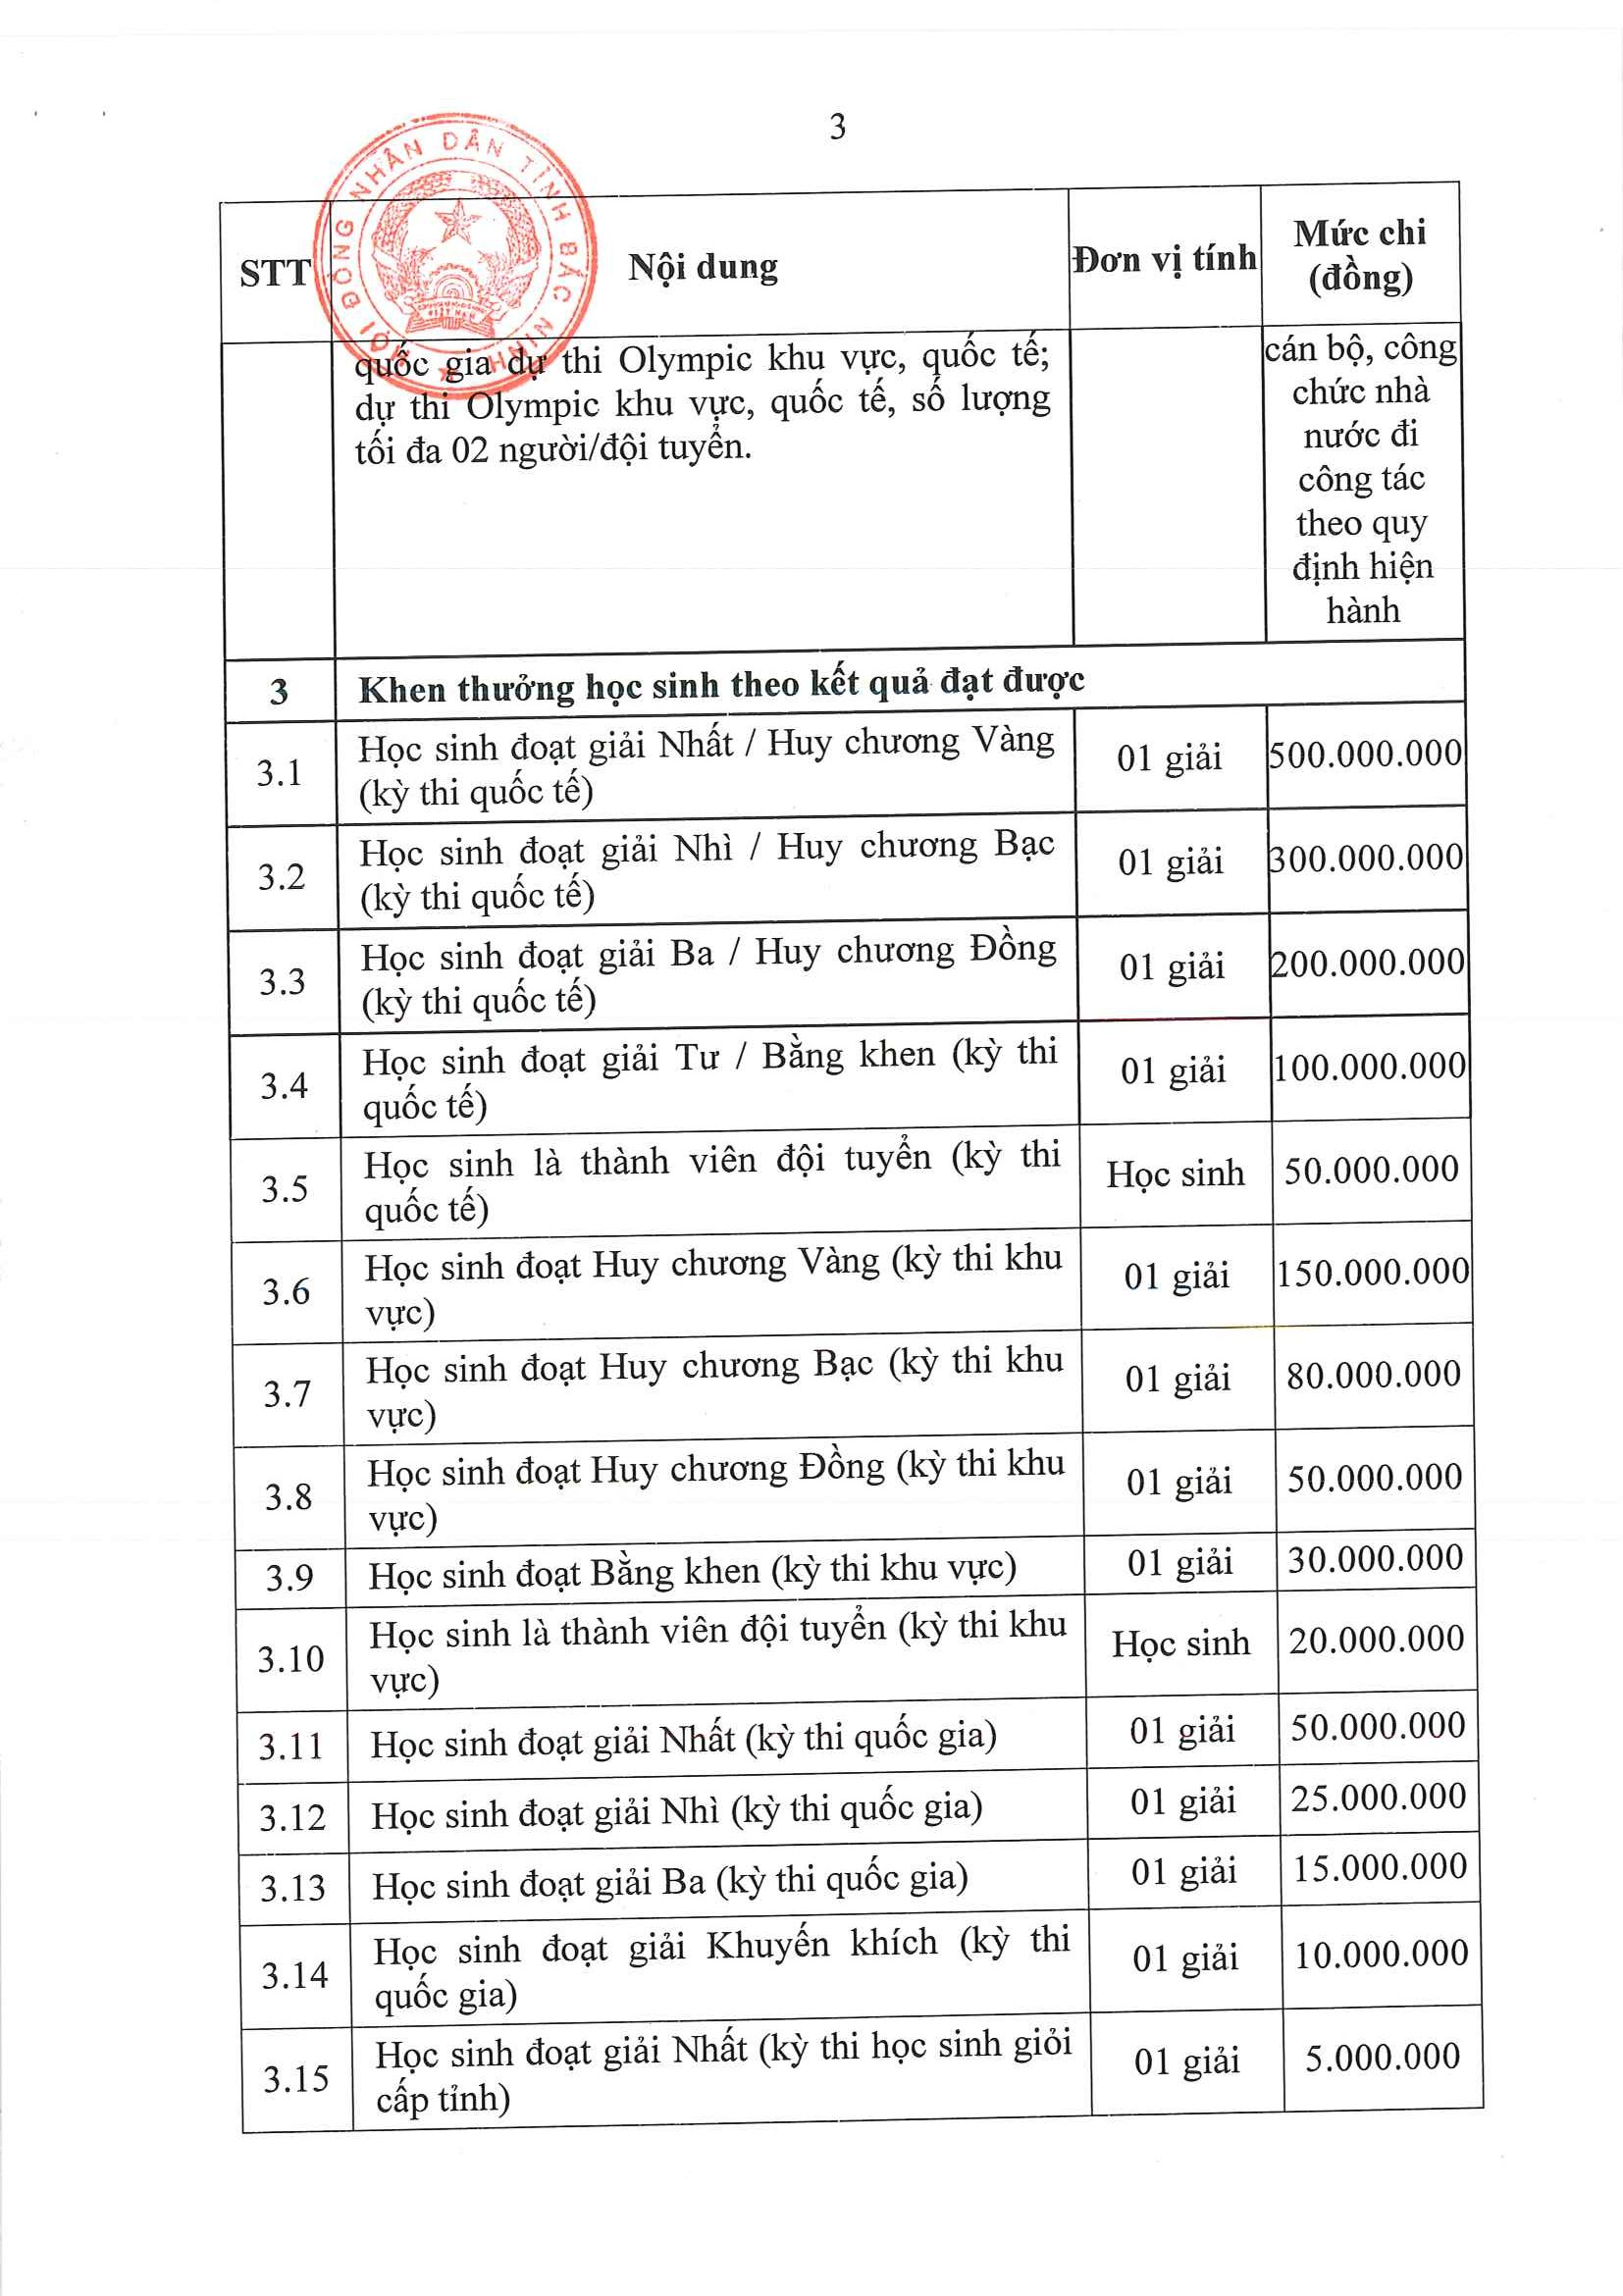 3
HỘI ĐỒNG NHÂN DÂN TỈNH BẮC NINH
VIỆT NAM
STT
Nội dung
Đơn vị tính
Mức chi
(đồng)
quốc gia dự thi Olympic khu vực, quốc tế;
dự thi Olympic khu vực, quốc tế, số lượng
tối đa 02 người/đội tuyển.
cán bộ, công
chức nhà
nước đi
công tác
theo quy
định hiện
hành
3
Khen thưởng học sinh theo kết quả đạt được
3.1
Học sinh đoạt giải Nhất / Huy chương Vàng
(kỳ thi quốc tế)
01 giải
500.000.000
3.2
Học sinh đoạt giải Nhì / Huy chương Bạc
(kỳ thi quốc tế)
01 giải
300.000.000
3.3
Học sinh đoạt giải Ba / Huy chương Đồng
(kỳ thi quốc tế)
01 giải
200.000.000
3.4
Học sinh đoạt giải Tư / Bằng khen (kỳ thi
quốc tế)
01 giải
100.000.000
3.5
Học sinh là thành viên đội tuyển (kỳ thi
quốc tế)
Học sinh
50.000.000
3.6
Học sinh đoạt Huy chương Vàng (kỳ thi khu
vực)
01 giải
150.000.000
3.7
Học sinh đoạt Huy chương Bạc (kỳ thi khu
vực)
01 giải
80.000.000
3.8
Học sinh đoạt Huy chương Đồng (kỳ thi khu
vực)
01 giải
50.000.000
3.9
Học sinh đoạt Bằng khen (kỳ thi khu vực)
01 giải
30.000.000
3.10
Học sinh là thành viên đội tuyển (kỳ thi khu
vực)
Học sinh
20.000.000
3.11
Học sinh đoạt giải Nhất (kỳ thi quốc gia)
01 giải
50.000.000
3.12
Học sinh đoạt giải Nhì (kỳ thi quốc gia)
01 giải
25.000.000
3.13
Học sinh đoạt giải Ba (kỳ thi quốc gia)
01 giải
15.000.000
3.14
Học sinh đoạt giải Khuyến khích (kỳ thi
quốc gia)
01 giải
10.000.000
3.15
Học sinh đoạt giải Nhất (kỳ thi học sinh giỏi
cấp tỉnh)
01 giải
5.000.000